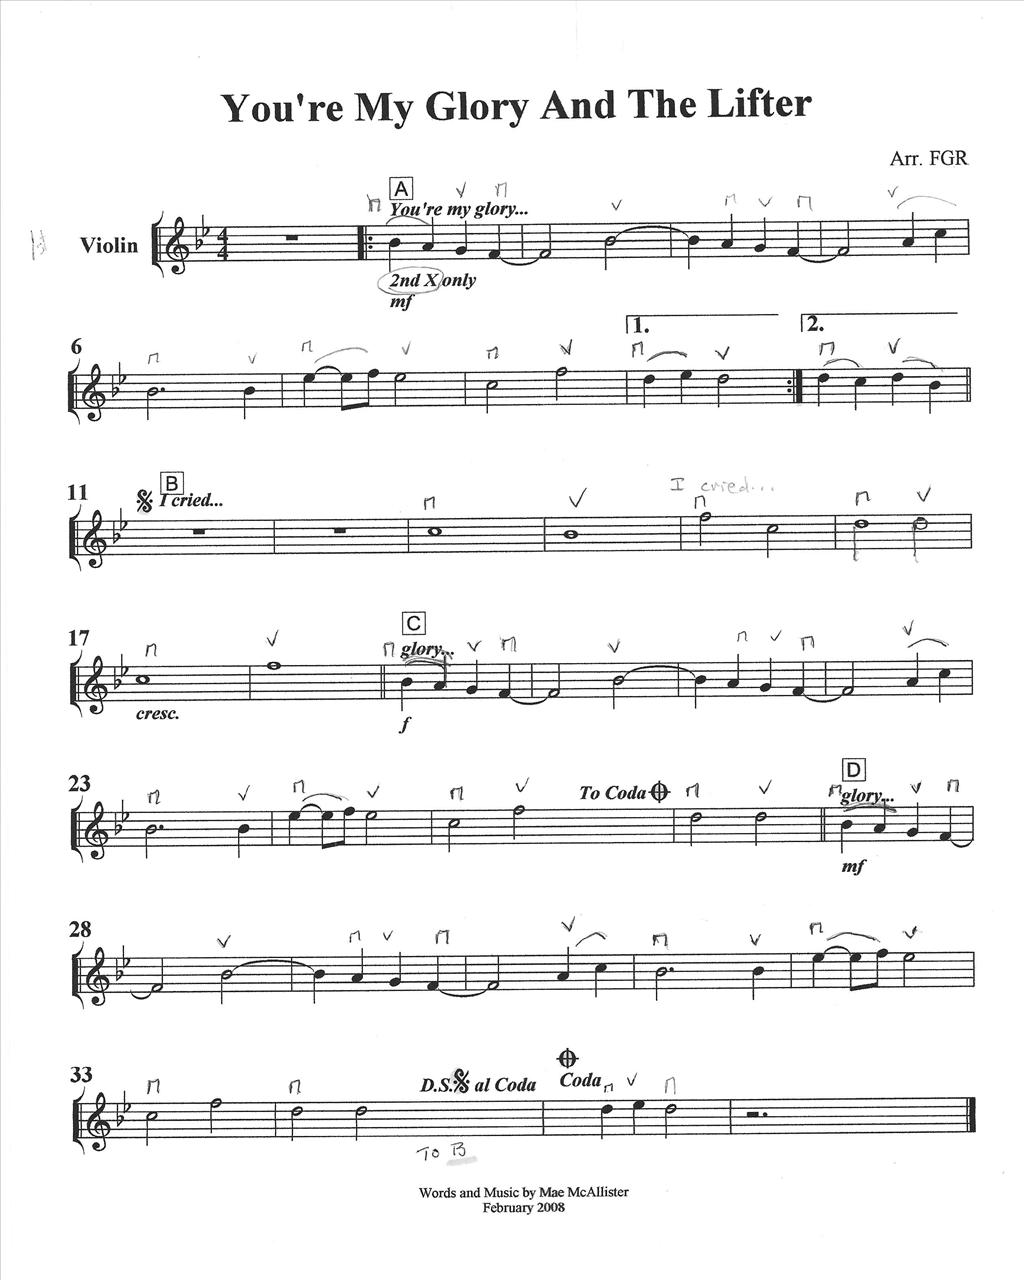 You're My Glory And The Lifter
Arr. FGR
A
You're my glory...
Violin
4
4
2nd X only
mf
6
1.
2.
11
B
I cried...
I cried...
17
C
glory...
cresc.
f
23
To Coda
D
glory...
mf
28
33
D.S. al Coda
Coda
To B
Words and Music by Mae McAllister
February 2008